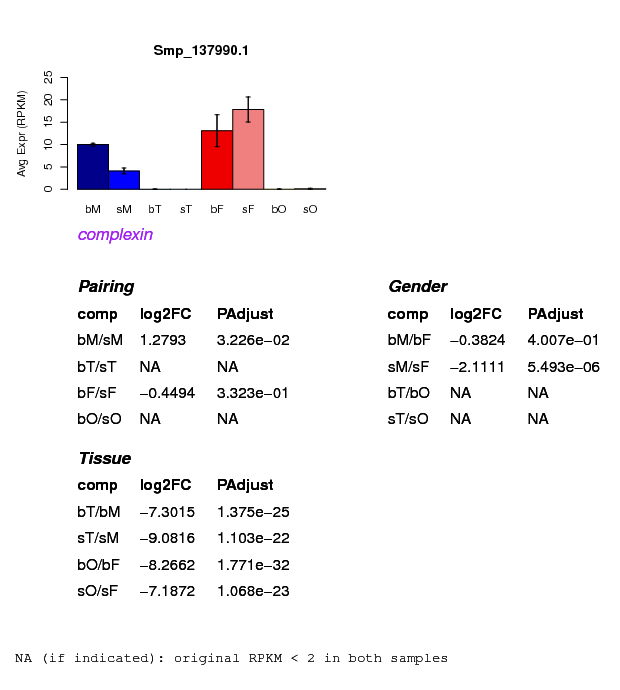 Smp_137990.1
Avg Expr (RPKM)
25
20
15
10
5
0
bM sM bT sT bF sF bO sO
complexin
Pairing
comp log2FC PAdjust
bM/sM 1.2793 3.226e−02
bT/sT NA NA
bF/sF −0.4494 3.323e−01
bO/sO NA NA
Gender
comp log2FC PAdjust
bM/bF −0.3824 4.007e−01
sM/sF −2.1111 5.493e−06
bT/bO NA NA
sT/sO NA NA
Tissue
comp log2FC PAdjust
bT/bM −7.3015 1.375e−25
sT/sM −9.0816 1.103e−22
bO/bF −8.2662 1.771e−32
sO/sF −7.1872 1.068e−23
NA (if indicated): original RPKM < 2 in both samples